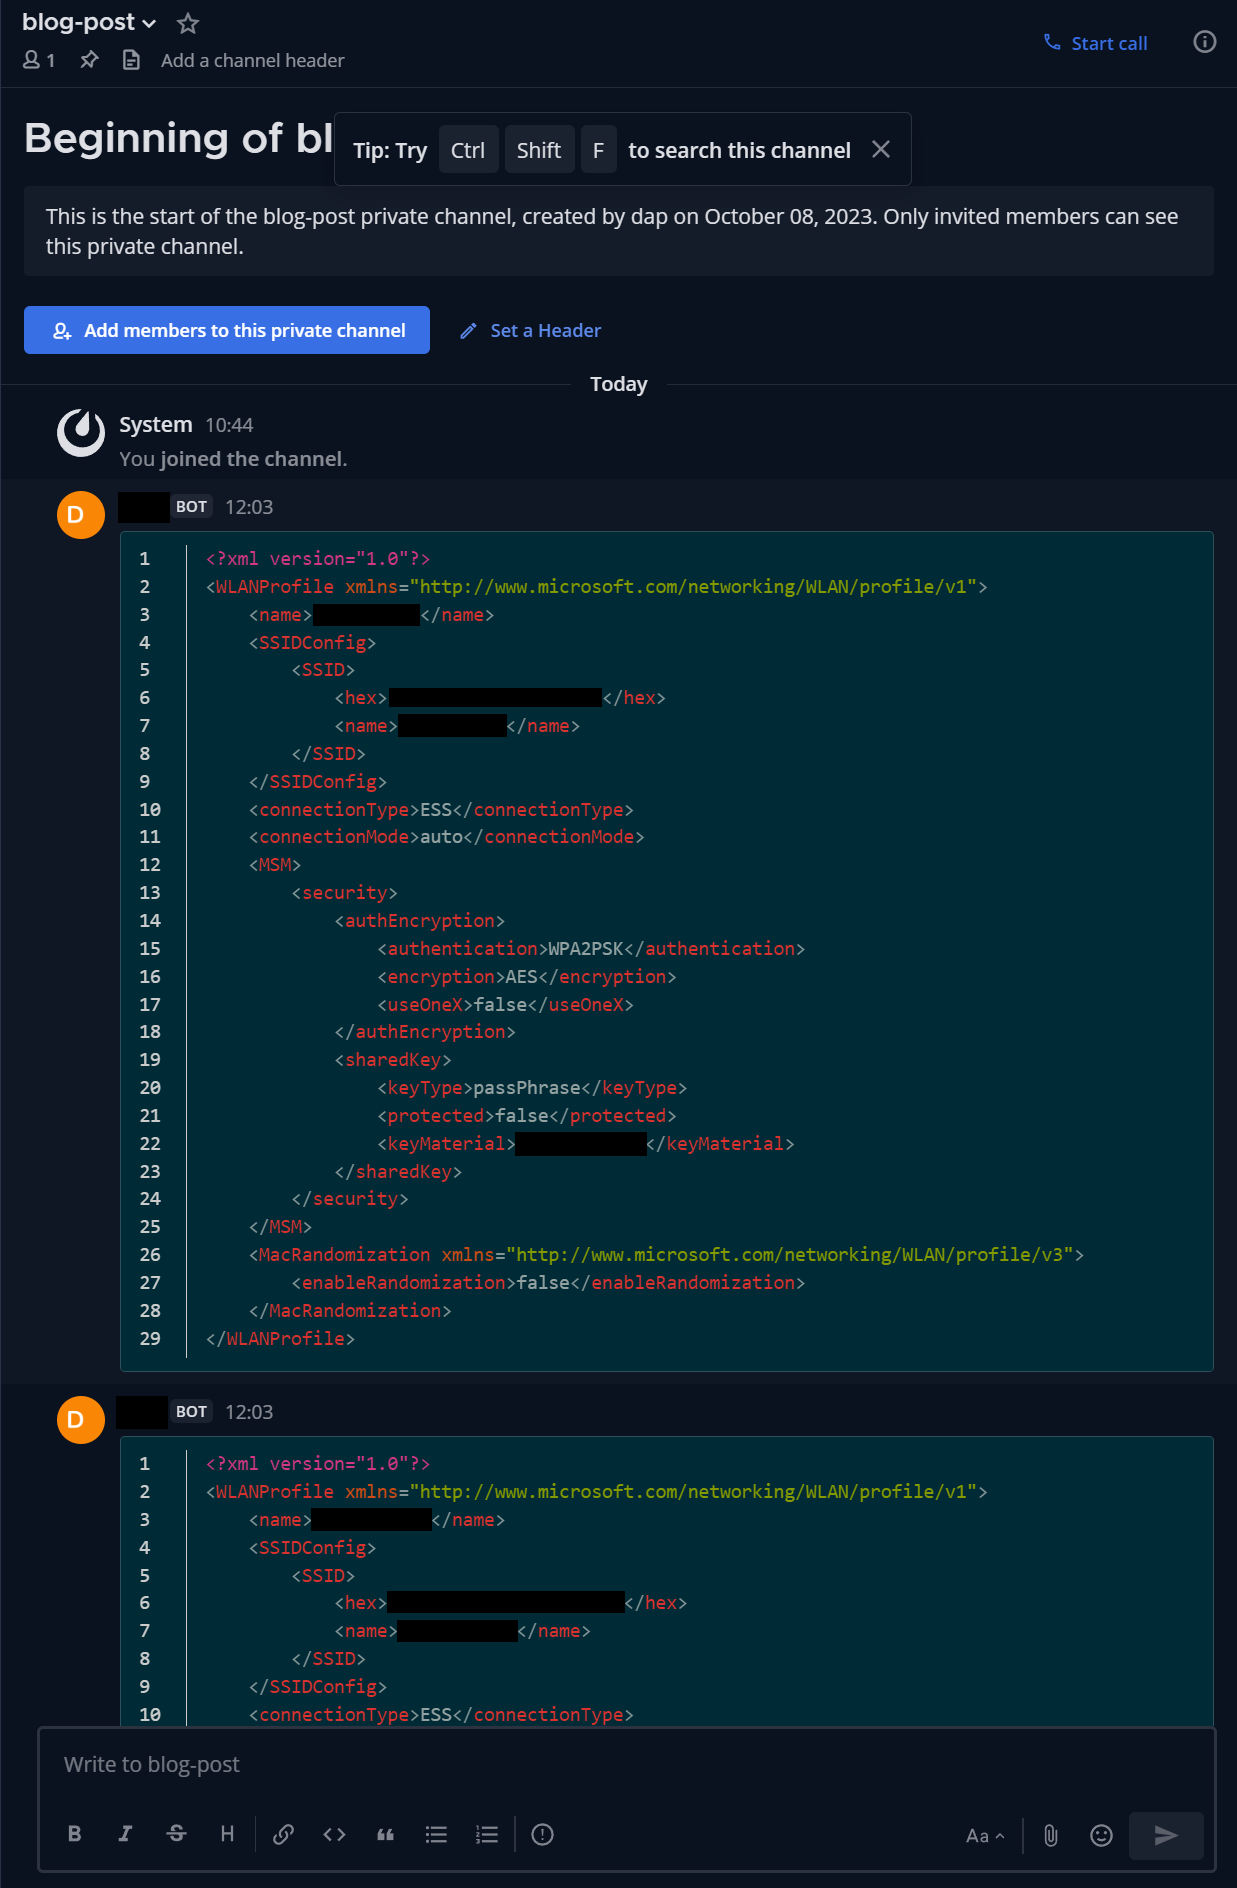 blog-post
1 Add a channel header
Start call
Beginning of bl
Tip: Try Ctrl Shift F to search this channel
This is the start of the blog-post private channel, created by dap on October 08, 2023. Only invited members can see
this private channel.
Add members to this private channel Set a Header
Today
System 10:44
You joined the channel.
D BOT 12:03
1 <?xml version="1.0"?>
2 <WLANProfile xmlns="http://www.microsoft.com/networking/WLAN/profile/v1">
3 <name></name>
4 <SSIDConfig>
5 <SSID>
6 <hex></hex>
7 <name></name>
8 </SSID>
9 </SSIDConfig>
10 <connectionType>ESS</connectionType>
11 <connectionMode>auto</connectionMode>
12 <MSM>
13 <security>
14 <authEncryption>
15 <authentication>WPA2PSK</authentication>
16 <encryption>AES</encryption>
17 <useOneX>false</useOneX>
18 </authEncryption>
19 <sharedKey>
20 <keyType>passPhrase</keyType>
21 <protected>false</protected>
22 <keyMaterial></keyMaterial>
23 </sharedKey>
24 </security>
25 </MSM>
26 <MacRandomization xmlns="http://www.microsoft.com/networking/WLAN/profile/v3">
27 <enableRandomization>false</enableRandomization>
28 </MacRandomization>
29 </WLANProfile>
D BOT 12:03
1 <?xml version="1.0"?>
2 <WLANProfile xmlns="http://www.microsoft.com/networking/WLAN/profile/v1">
3 <name></name>
4 <SSIDConfig>
5 <SSID>
6 <hex></hex>
7 <name></name>
8 </SSID>
9 </SSIDConfig>
10 <connectionType>ESS</connectionType>
Write to blog-post
B I S H Aa